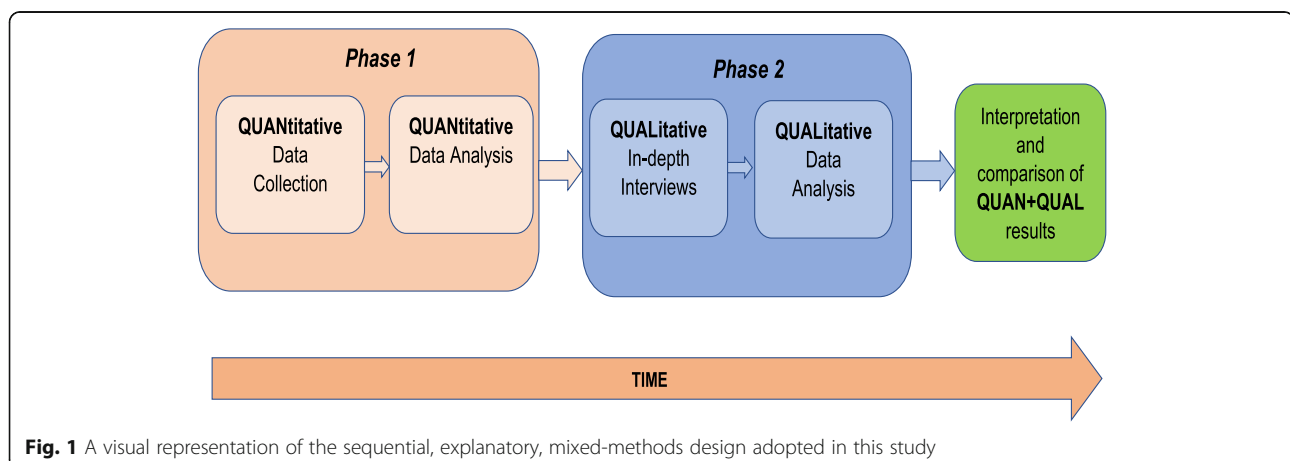 Phase 1
QUANtitative
Data
Collection
QUANtitative
Data Analysis
Phase 2
QUALitative
In-depth
Interviews
QUALitative
Data
Analysis
Interpretation
and
comparison of
QUAN+QUAL
results
TIME
Fig. 1 A visual representation of the sequential, explanatory, mixed-methods design adopted in this study